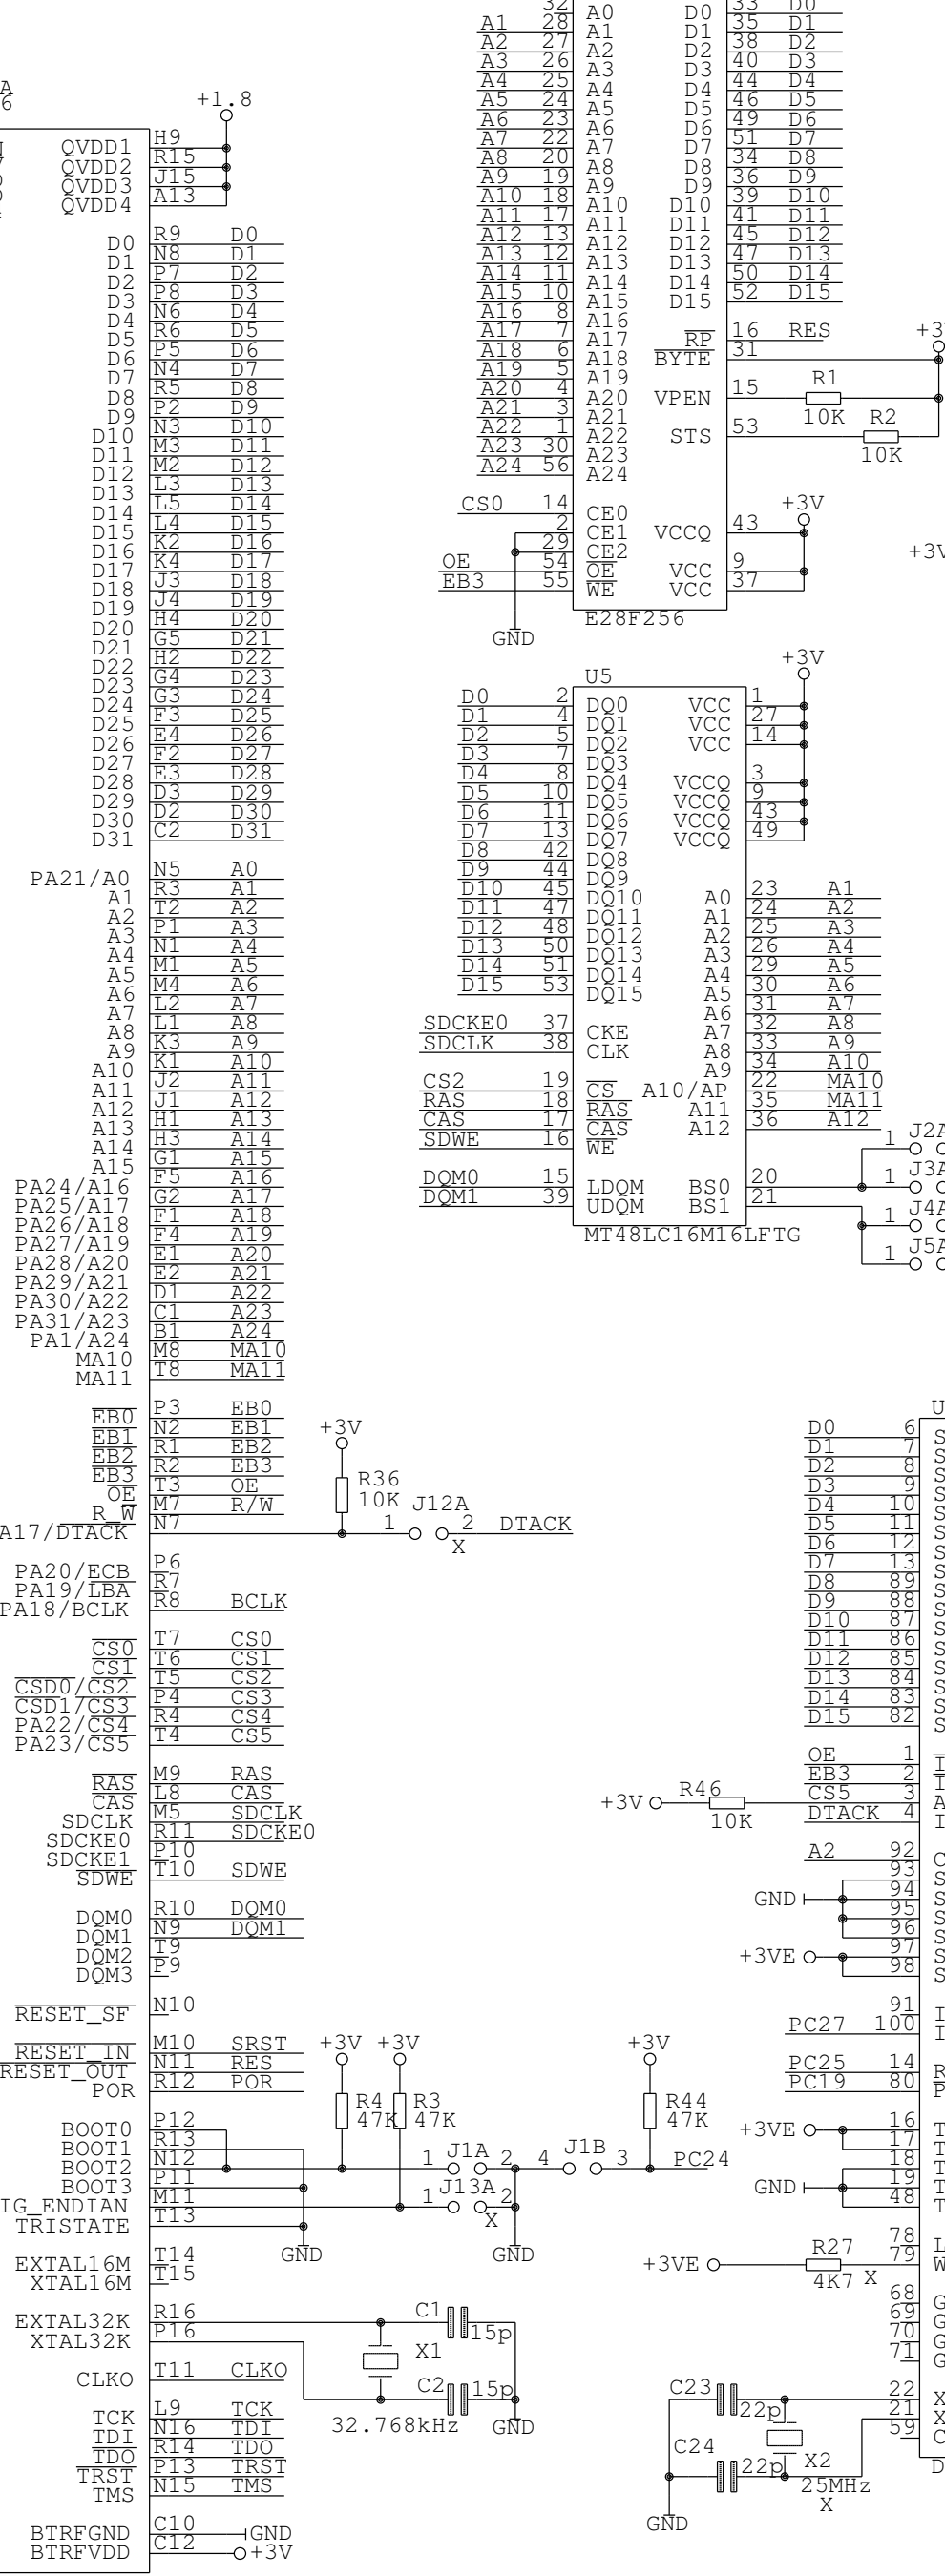 +1.8
QVDD1 H9
QVDD2 R15
QVDD3 J15
QVDD4 A13
D0 R9 D0
D1 N8 D1
D2 P7 D2
D3 P8 D3
D4 N6 D4
D5 R6 D5
D6 P5 D6
D7 N4 D7
D8 R5 D8
D9 P2 D9
D10 N3 D10
D11 M3 D11
D12 M2 D12
D13 L3 D13
D14 L5 D14
D15 L4 D15
D16 K2 D16
D17 K4 D17
D18 J3 D18
D19 J4 D19
D20 H4 D20
D21 G5 D21
D22 H2 D22
D23 G4 D23
D24 G3 D24
D25 F3 D25
D26 E4 D26
D27 F2 D27
D28 E3 D28
D29 D3 D29
D30 D2 D30
D31 C2 D31
PA21/A0 N5 A0
A1 R3 A1
A2 T2 A2
A3 P1 A3
A4 N1 A4
A5 M1 A5
A6 M4 A6
A7 L2 A7
A8 L1 A8
A9 K3 A9
A10 K1 A10
A11 J2 A11
A12 J1 A12
A13 H1 A13
A14 H3 A14
A15 G1 A15
PA24/A16 F5 A16
PA25/A17 G2 A17
PA26/A18 F1 A18
PA27/A19 F4 A19
PA28/A20 E1 A20
PA29/A21 E2 A21
PA30/A22 D1 A22
PA31/A23 C1 A23
PA1/A24 B1 A24
MA10 M8 MA10
MA11 T8 MA11
EB0 P3 EB0
EB1 N2 EB1
EB2 R1 EB2
EB3 R2 EB3
OE T3 OE
R_W M7 R/W
A17/DTACK N7
+3V
R36
10K
J12A
1 2 DTACK
X
PA20/ECB P6
PA19/LBA R7
PA18/BCLK R8 BCLK
CS0 T7 CS0
CS1 T6 CS1
CSD0/CS2 T5 CS2
CSD1/CS3 P4 CS3
PA22/CS4 R4 CS4
PA23/CS5 T4 CS5
RAS M9 RAS
CAS L8 CAS
SDCLK M5 SDCLK
SDCKE0 R11 SDCKE0
SDCKE1 P10
SDWE T10 SDWE
DQM0 R10 DQM0
DQM1 N9 DQM1
DQM2 T9
DQM3 P9
RESET_SF N10
RESET_IN M10 SRST
RESET_OUT N11 RES
POR R12 POR
BOOT0 P12
BOOT1 R13
BOOT2 N12
BOOT3 P11
IG_ENDIAN M11
TRISTATE T13
GND
+3V +3V
R4
47K
R3
47K
1 J1A 2
1 J13A 2
X
GND
4 J1B 3
+3V
R44
47K
PC24
EXTAL16M T14
XTAL16M T15
EXTAL32K R16
XTAL32K P16
C1
15p
X1
C2 15p
32.768kHz
GND
CLKO T11 CLKO
TCK L9 TCK
TDI N16 TDI
TDO R14 TDO
TRST P13 TRST
TMS N15 TMS
BTRFGND C10 GND
BTRFVDD C12 +3V
32 A0 D0 33 D0
A1 28 A1 D1 35 D1
A2 27 A2 D2 38 D2
A3 26 A3 D3 40 D3
A4 25 A4 D4 44 D4
A5 24 A5 D5 46 D5
A6 23 A6 D6 49 D6
A7 22 A7 D7 51 D7
A8 20 A8 D8 34 D8
A9 19 A9 D9 36 D9
A10 18 A10 D10 39 D10
A11 17 A11 D11 41 D11
A12 13 A12 D12 45 D12
A13 12 A13 D13 47 D13
A14 11 A14 D14 50 D14
A15 10 A15 D15 52 D15
A16 8 A16
A17 7 A17 RP 16 RES
A18 6 A18 BYTE 31
A19 5 A19
A20 4 A20 VPEN 15 R1
10K
A21 3 A21
A22 1 A22 STS 53 R2
10K
A23 30 A23
A24 56 A24
CS0 14 CE0
2 CE1 VCCQ 43 +3V
29 CE2
OE 54 OE VCC 9
EB3 55 WE VCC 37
GND
E28F256
+3V
U5
D0 2 DQ0 VCC 1
D1 4 DQ1 VCC 27
D2 5 DQ2 VCC 14
D3 7 DQ3
D4 8 DQ4 VCCQ 3
D5 10 DQ5 VCCQ 9
D6 11 DQ6 VCCQ 43
D7 13 DQ7 VCCQ 49
D8 42 DQ8
D9 44 DQ9
D10 45 DQ10 A0 23 A1
D11 47 DQ11 A1 24 A2
D12 48 DQ12 A2 25 A3
D13 50 DQ13 A3 26 A4
D14 51 DQ14 A4 29 A5
D15 53 DQ15 A5 30 A6
A6 31 A7
SDCKE0 37 CKE A7 32 A8
SDCLK 38 CLK A8 33 A9
A9 34 A10
CS2 19 CS A10/AP 22 MA10
RAS 18 RAS A11 35 MA11
CAS 17 CAS A12 36 A12
SDWE 16 WE
DQM0 15 LDQM BS0 20
DQM1 39 UDQM BS1 21
MT48LC16M16LFTG
1 J2A
1 J3A
1 J4A
1 J5A
D0 6
D1 7
D2 8
D3 9
D4 10
D5 11
D6 12
D7 13
D8 89
D9 88
D10 87
D11 86
D12 85
D13 84
D14 83
D15 82
OE 1
EB3 2
+3V R46 CS5 3
10K
DTACK 4
A2 92
93
GND 94
95
96
+3VE 97
98
91
PC27 100
PC25 14
PC19 80
+3VE 16
17
18
GND 19
48
78
+3VE R27 79
4K7 X
68
69
70
71
C23
22p
22
21
59
C24
22p
X2
25MHz
X
GND